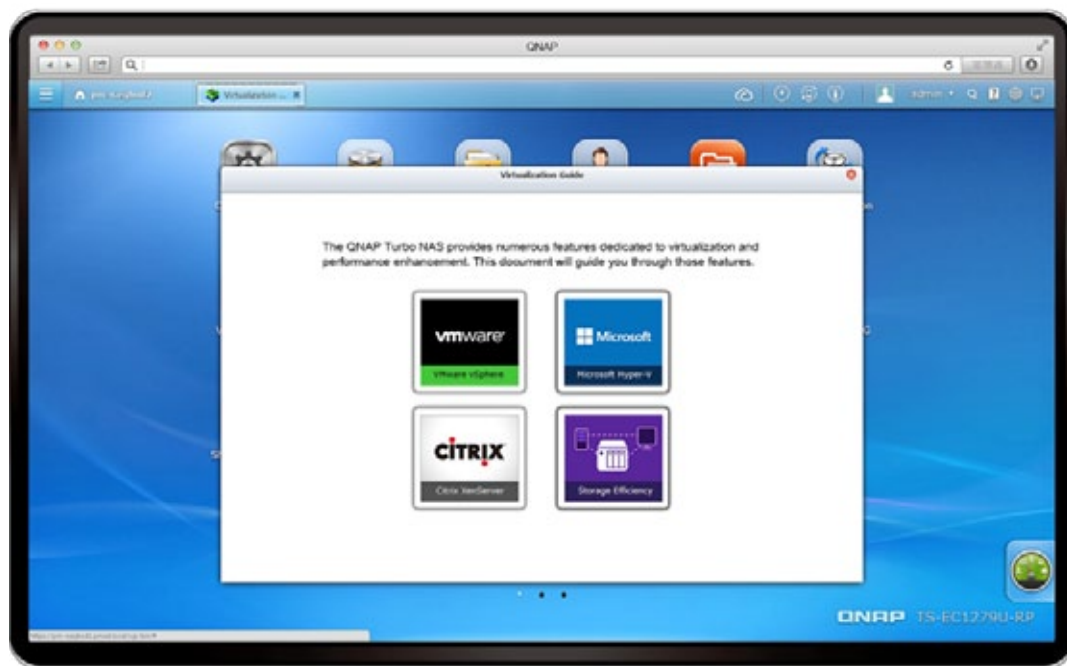 QNAP
Virtualization ...
admin
Virtualization Guide
The QNAP Turbo NAS provides numerous features dedicated to virtualization and
performance enhancement. This document will guide you through those features.
vmware
VMware vSphere
Microsoft
Microsoft Hyper-V
CITRIX
Citrix XenServer
Storage Efficiency
QNAP TS-EC1279U-RP